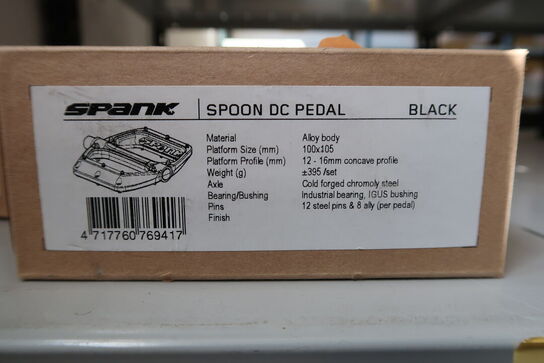 SPANK SPOON DC PEDAL BLACK
Material Alloy body
Platform Size (mm) 100x105
Platform Profile (mm) 12 - 16mm concave profile
Weight (g) ±395 /set
Axle Cold forged chromoly steel
Bearing/Bushing Industrial bearing, IGUS bushing
Pins 12 steel pins & 8 ally (per pedal)
Finish
4 717760 769417